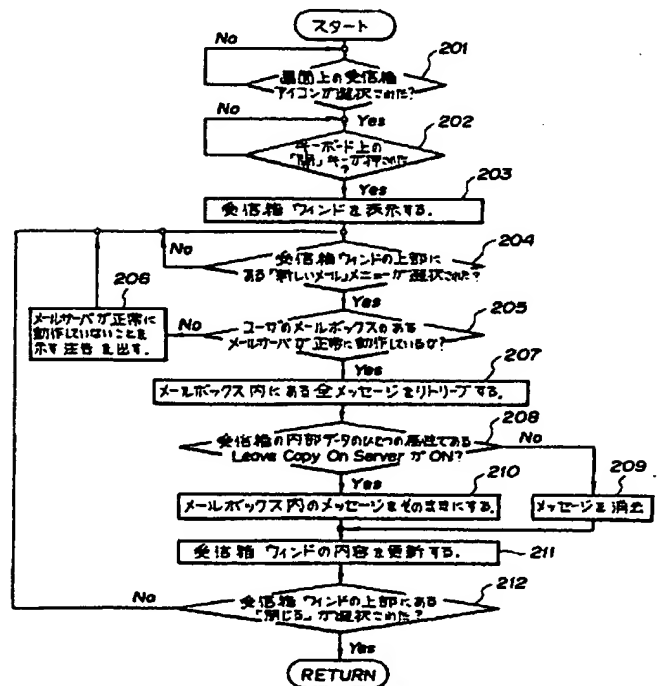 スタート
No
201
画面上の受信箱
アイコンが選択された?
Yes
No
202
キーボード上の
「開」キーが押された
?
Yes
203
受信箱 ウィンドを表示する.
No
204
受信箱 ウィンドの上部に
ある「新しいメール」メニューが選択された?
Yes
206
メールサーバが正常に
動作していないことを
示す注告を出す.
No
205
ユーザのメールボックスのある
メールサーバが正常に動作しているか?
Yes
207
メールボックス内にある全メッセージをリトリーブする.
208
受信箱の内部データのひとつの属性である
Leave Copy On Server がON?
No
Yes
210
メールボックス内のメッセージをそのままにする.
209
メッセージを消去
受信箱 ウィンドの内容を更新する.
211
No
212
受信箱 ウィンドの上部にある
「閉じる」が選択された?
Yes
RETURN